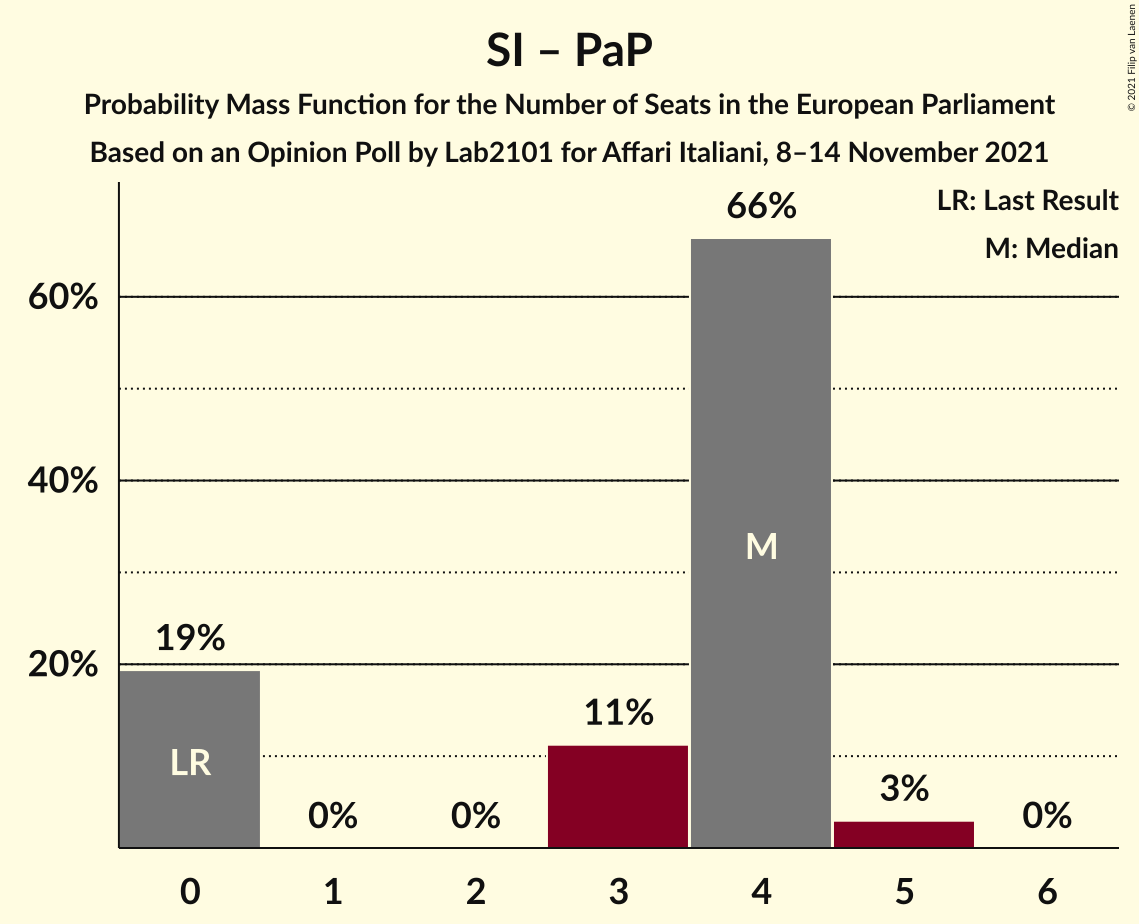 SI – PaP
Probability Mass Function for the Number of Seats in the European Parliament
Based on an Opinion Poll by Lab2101 for Affari Italiani, 8–14 November 2021
© 2021 Filip van Laenen
LR: Last Result
M: Median
66%
60%
40%
M
19%
20%
11%
LR
3%
0%
0%
0%
0 1 2 3 4 5 6